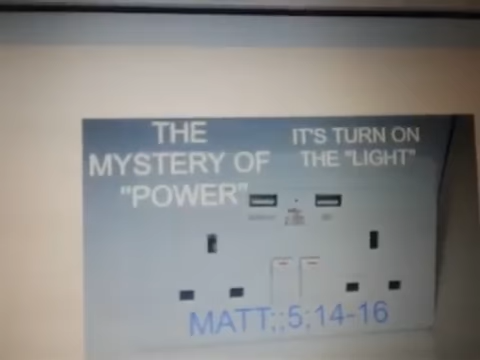 THE
MYSTERY OF
"POWER"
IT'S TURN ON
THE "LIGHT"
MATT;;5;14-16